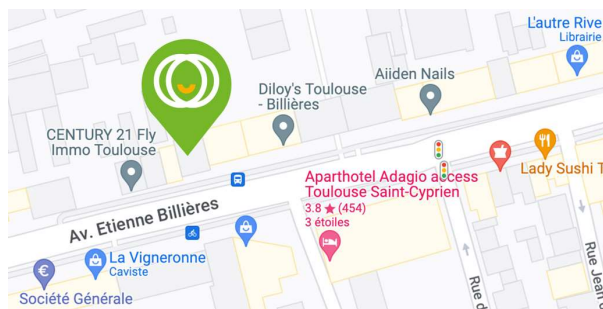 L'autre Rive
Librairie
Aiiden Nails
Diloy's Toulouse
- Billières
CENTURY 21 Fly
Immo Toulouse
Lady Sushi T
Aparthotel Adagio access
Toulouse Saint-Cyprien
3.8 ★ (454)
3 étoiles
Av. Etienne Billières
La Vigneronne
Caviste
€
Société Générale
Rue d
Rue Jean